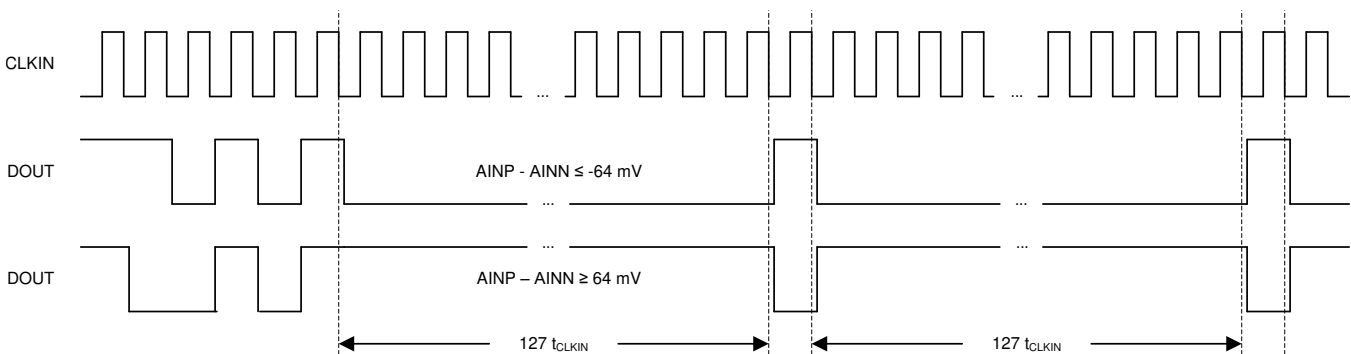 CLKIN
... ...
DOUT
AINP - AINN ≤ -64 mV
... ...
DOUT
AINP – AINN ≥ 64 mV
... ...
127 tCLKIN
127 tCLKIN